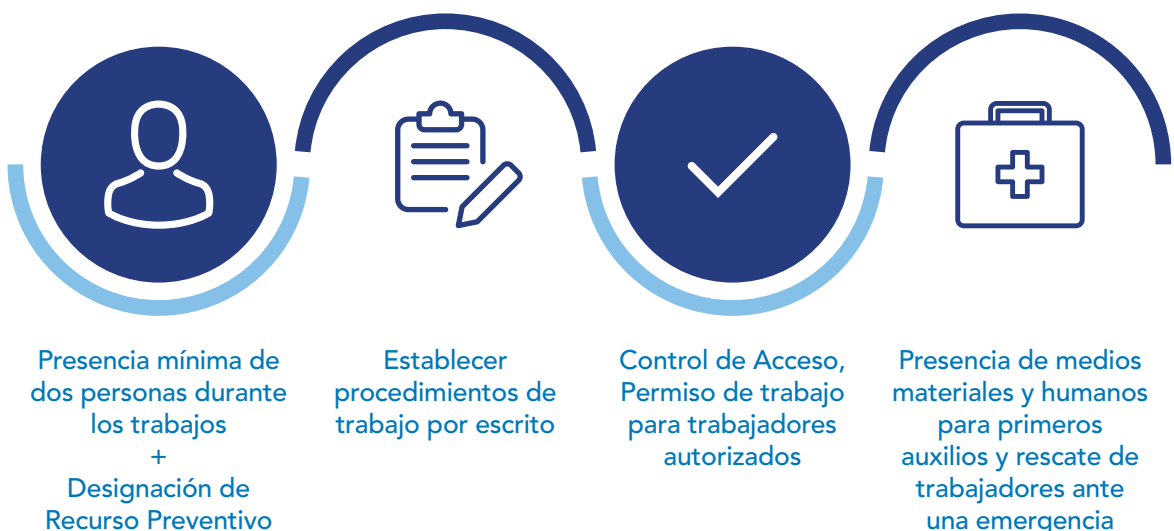 Presencia mínima de
dos personas durante
los trabajos
+
Designación de
Recurso Preventivo
Establecer
procedimientos de
trabajo por escrito
Control de Acceso,
Permiso de trabajo
para trabajadores
autorizados
Presencia de medios
materiales y humanos
para primeros
auxilios y rescate de
trabajadores ante
una emergencia